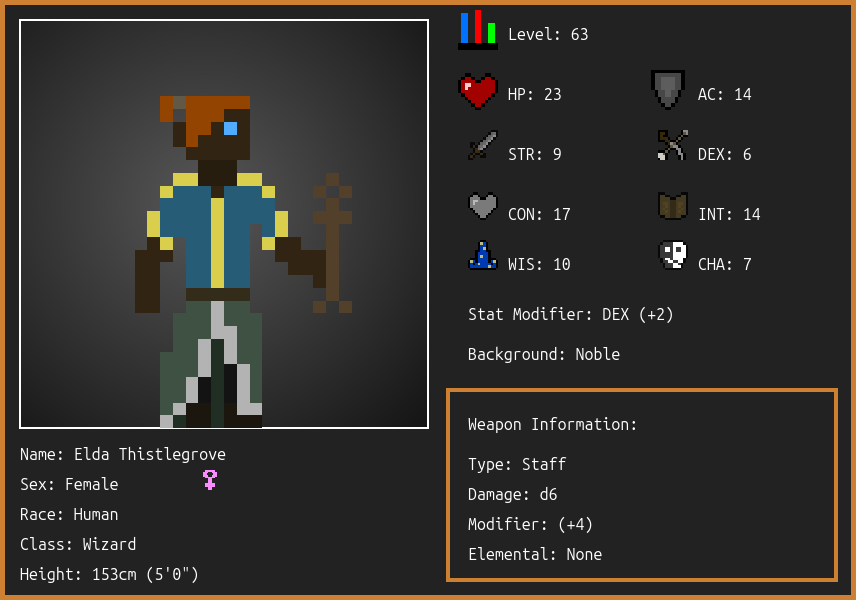 Level: 63
HP: 23
AC: 14
STR: 9
DEX: 6
CON: 17
INT: 14
WIS: 10
CHA: 7
Stat Modifier: DEX (+2)
Background: Noble
Weapon Information:
Type: Staff
Damage: d6
Modifier: (+4)
Elemental: None
Name: Elda Thistlegrove
Sex: Female
Race: Human
Class: Wizard
Height: 153cm (5'0")